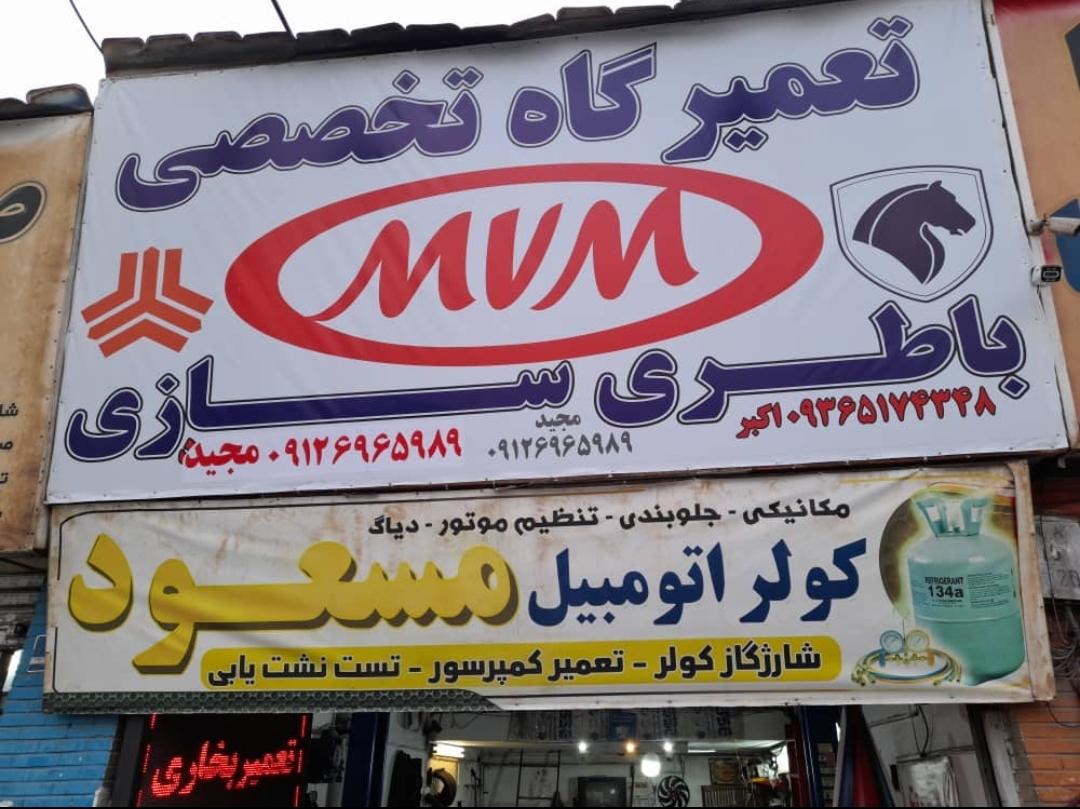 تعمیرگاه تخصصی
MVM
باطری سازی
۰۹۳۶۵۱۷۴۳۴۸ اکبر
مجید
۰۹۱۲۶۹۶۵۹۸۹
۰۹۱۲۶۹۶۵۹۸۹ مجید
مکانیکی - جلوبندی - تنظیم موتور - دیاگ
کولر اتومبیل مسعود
شارژگاز کولر - تعمیر کمپرسور - تست نشت یابی
REFRIGERANT
134a
تعمیر بخاری